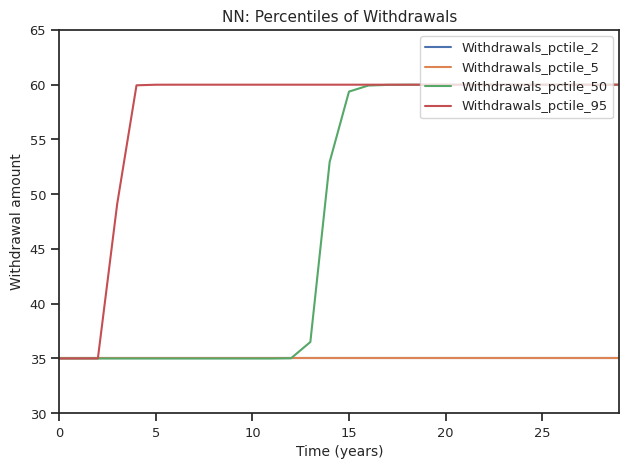 NN: Percentiles of Withdrawals
65
60
55
50
45
40
35
30
Withdrawal amount
Withdrawals_pctile_2
Withdrawals_pctile_5
Withdrawals_pctile_50
Withdrawals_pctile_95
0 5 10 15 20 25
Time (years)